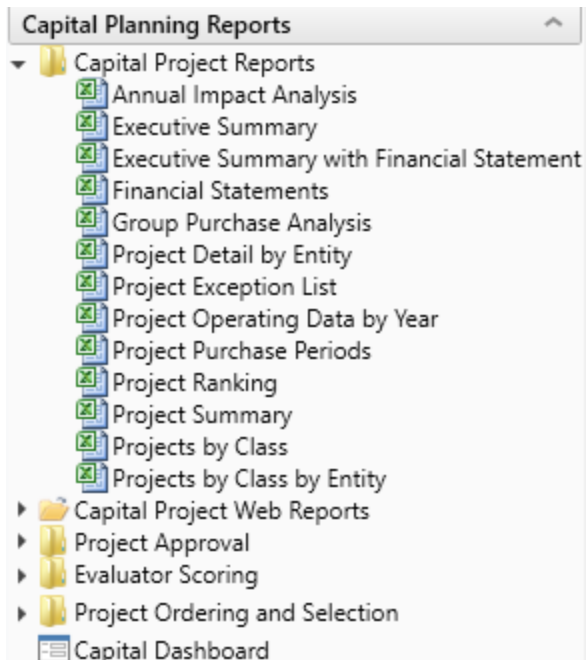 Capital Planning Reports
Capital Project Reports
Annual Impact Analysis
Executive Summary
Executive Summary with Financial Statement
Financial Statements
Group Purchase Analysis
Project Detail by Entity
Project Exception List
Project Operating Data by Year
Project Purchase Periods
Project Ranking
Project Summary
Projects by Class
Projects by Class by Entity
Capital Project Web Reports
Project Approval
Evaluator Scoring
Project Ordering and Selection
Capital Dashboard